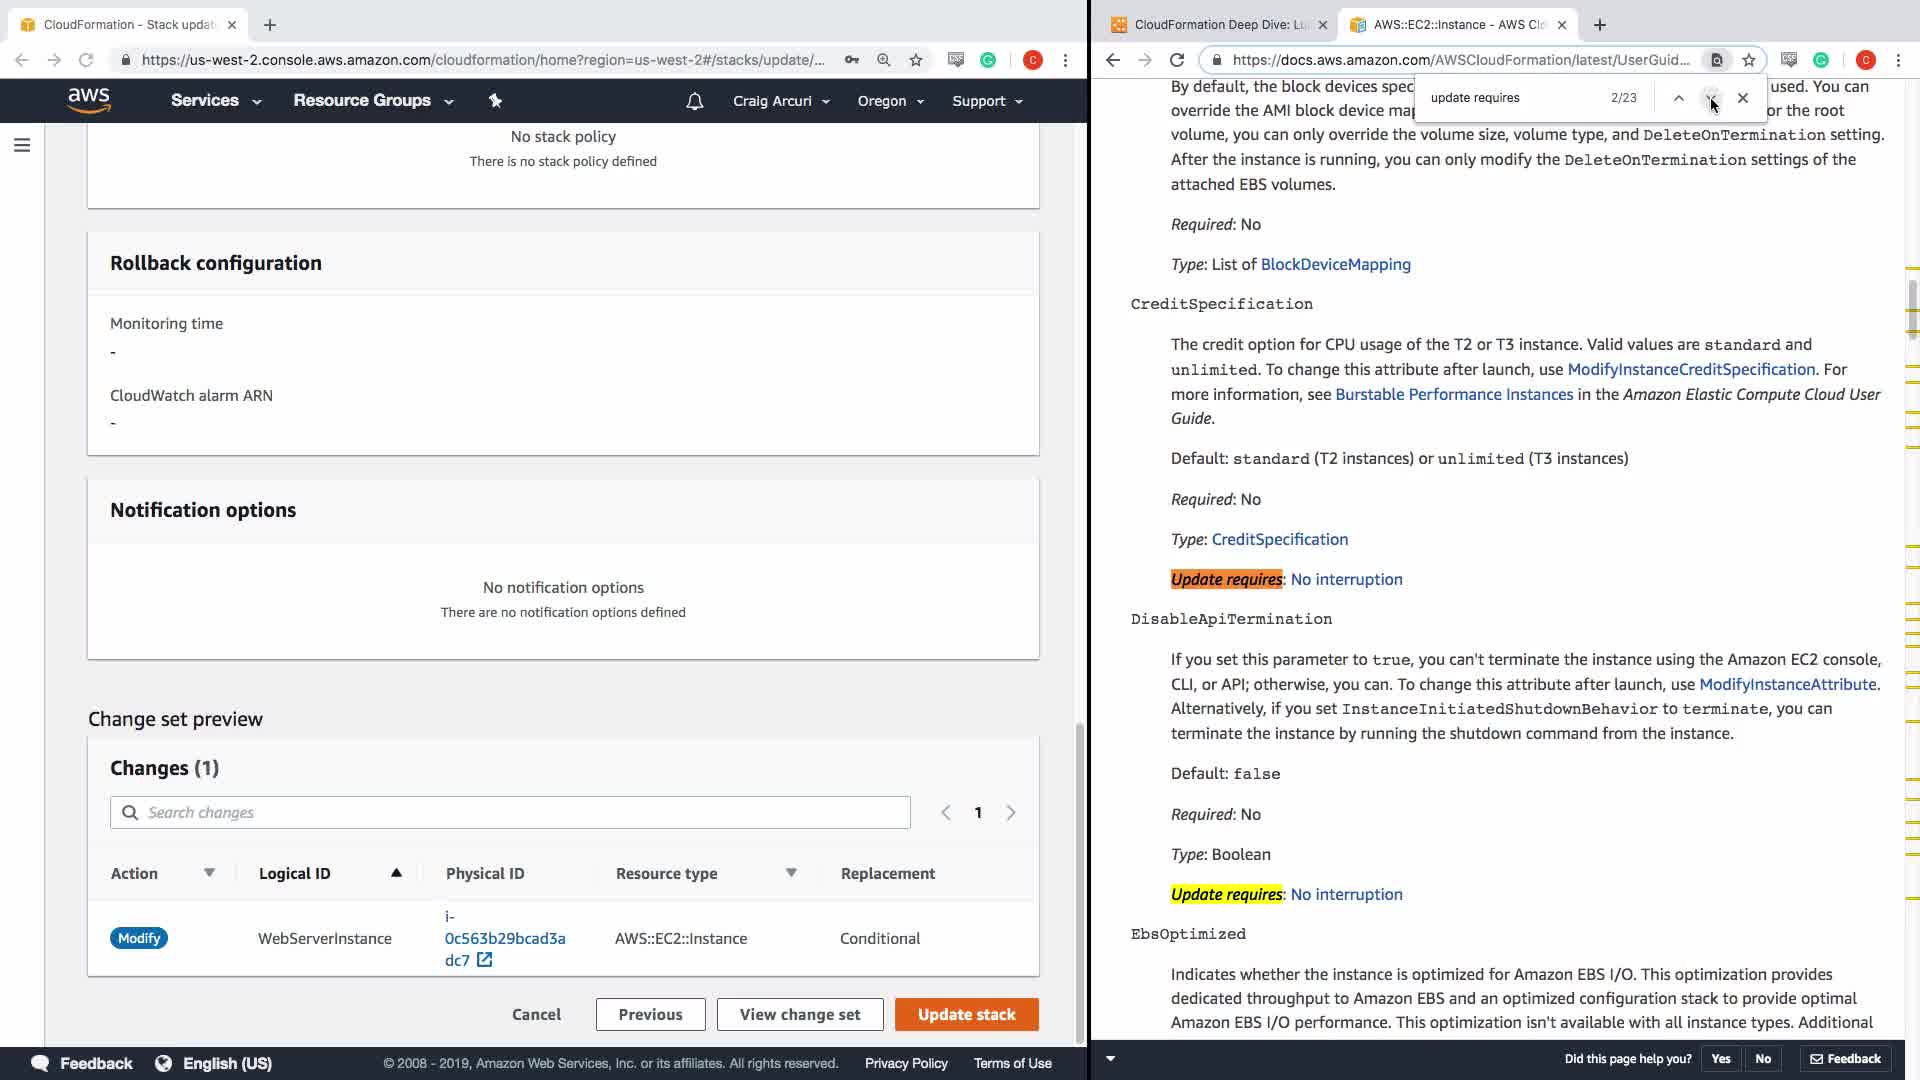 CloudFormation - Stack updat
CloudFormation Deep Dive: Lu
AWS::EC2::Instance - AWS Clo
https://us-west-2.console.aws.amazon.com/cloudformation/home?region=us-west-2#/stacks/update/...
https://docs.aws.amazon.com/AWSCloudFormation/latest/UserGuid...
update requires 2/23
aws Services Resource Groups Craig Arcuri Oregon Support
No stack policy
There is no stack policy defined
Rollback configuration
Monitoring time
-
CloudWatch alarm ARN
-
Notification options
No notification options
There are no notification options defined
Change set preview
Changes (1)
Search changes
1
Action Logical ID Physical ID Resource type Replacement
Modify WebServerInstance i-0c563b29bcad3adc7 AWS::EC2::Instance Conditional
Cancel Previous View change set Update stack
Feedback English (US) © 2008 - 2019, Amazon Web Services, Inc. or its affiliates. All rights reserved. Privacy Policy Terms of Use
By default, the block devices spec used. You can
override the AMI block device map or the root
volume, you can only override the volume size, volume type, and DeleteOnTermination setting.
After the instance is running, you can only modify the DeleteOnTermination settings of the
attached EBS volumes.
Required: No
Type: List of BlockDeviceMapping
CreditSpecification
The credit option for CPU usage of the T2 or T3 instance. Valid values are standard and
unlimited. To change this attribute after launch, use ModifyInstanceCreditSpecification. For
more information, see Burstable Performance Instances in the Amazon Elastic Compute Cloud User
Guide.
Default: standard (T2 instances) or unlimited (T3 instances)
Required: No
Type: CreditSpecification
Update requires: No interruption
DisableApiTermination
If you set this parameter to true, you can't terminate the instance using the Amazon EC2 console,
CLI, or API; otherwise, you can. To change this attribute after launch, use ModifyInstanceAttribute.
Alternatively, if you set InstanceInitiatedShutdownBehavior to terminate, you can
terminate the instance by running the shutdown command from the instance.
Default: false
Required: No
Type: Boolean
Update requires: No interruption
EbsOptimized
Indicates whether the instance is optimized for Amazon EBS I/O. This optimization provides
dedicated throughput to Amazon EBS and an optimized configuration stack to provide optimal
Amazon EBS I/O performance. This optimization isn't available with all instance types. Additional
Did this page help you? Yes No Feedback